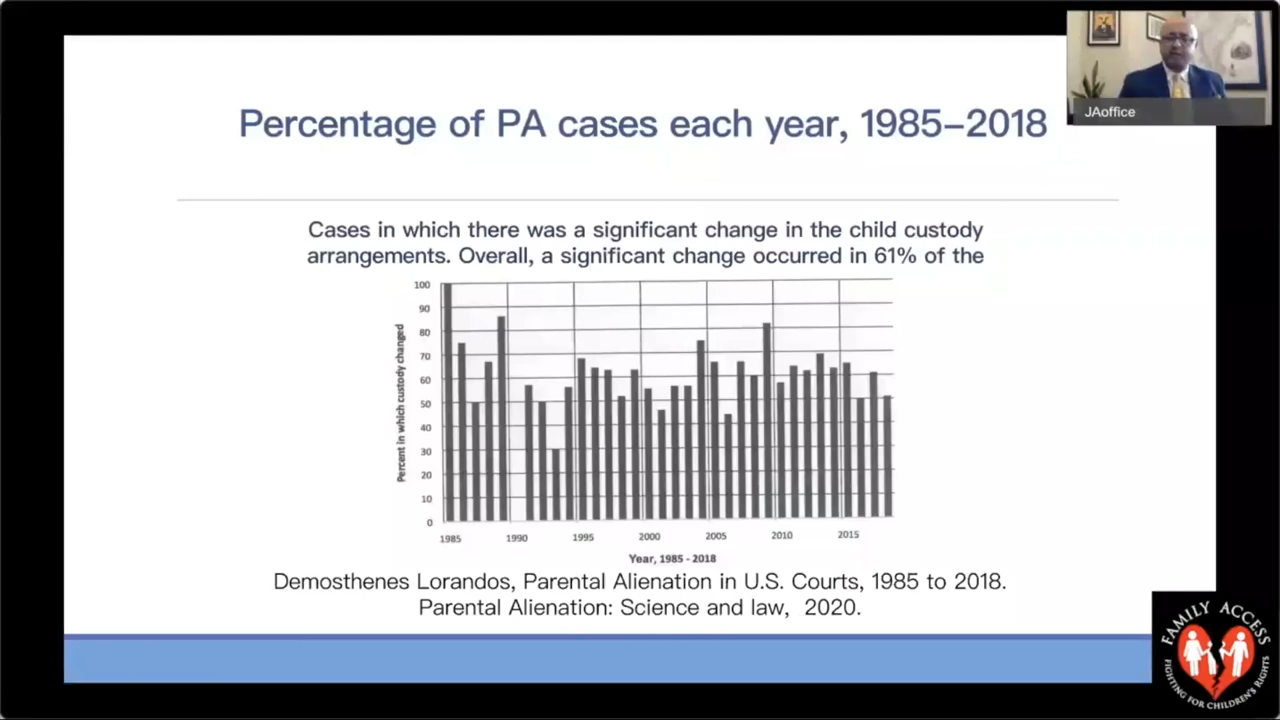 Percentage of PA cases each year, 1985–2018
JAoffice
Cases in which there was a significant change in the child custody
arrangements. Overall, a significant change occurred in 61% of the
Percent in which custody changed
100
90
80
70
60
50
40
30
20
10
0
1985 1990 1995 2000 2005 2010 2015
Year, 1985 - 2018
Demosthenes Lorandos, Parental Alienation in U.S. Courts, 1985 to 2018.
Parental Alienation: Science and law, 2020.
FAMILY ACCESS
FIGHTING FOR CHILDREN'S RIGHTS